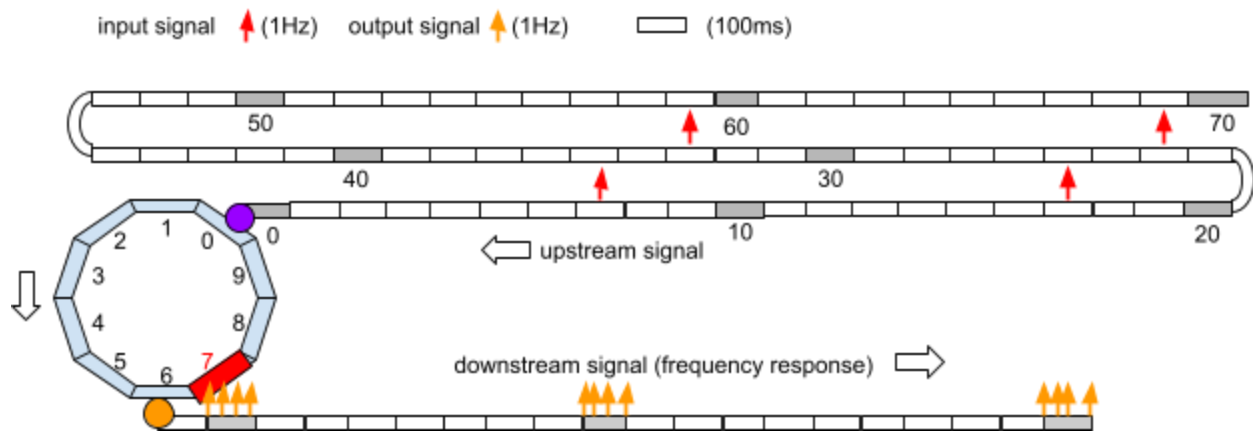 input signal (1Hz) output signal (1Hz) (100ms)
50 60 70
40 30
0 10 20
upstream signal
0
1
2
3
4
5
6
7
8
9
downstream signal (frequency response)